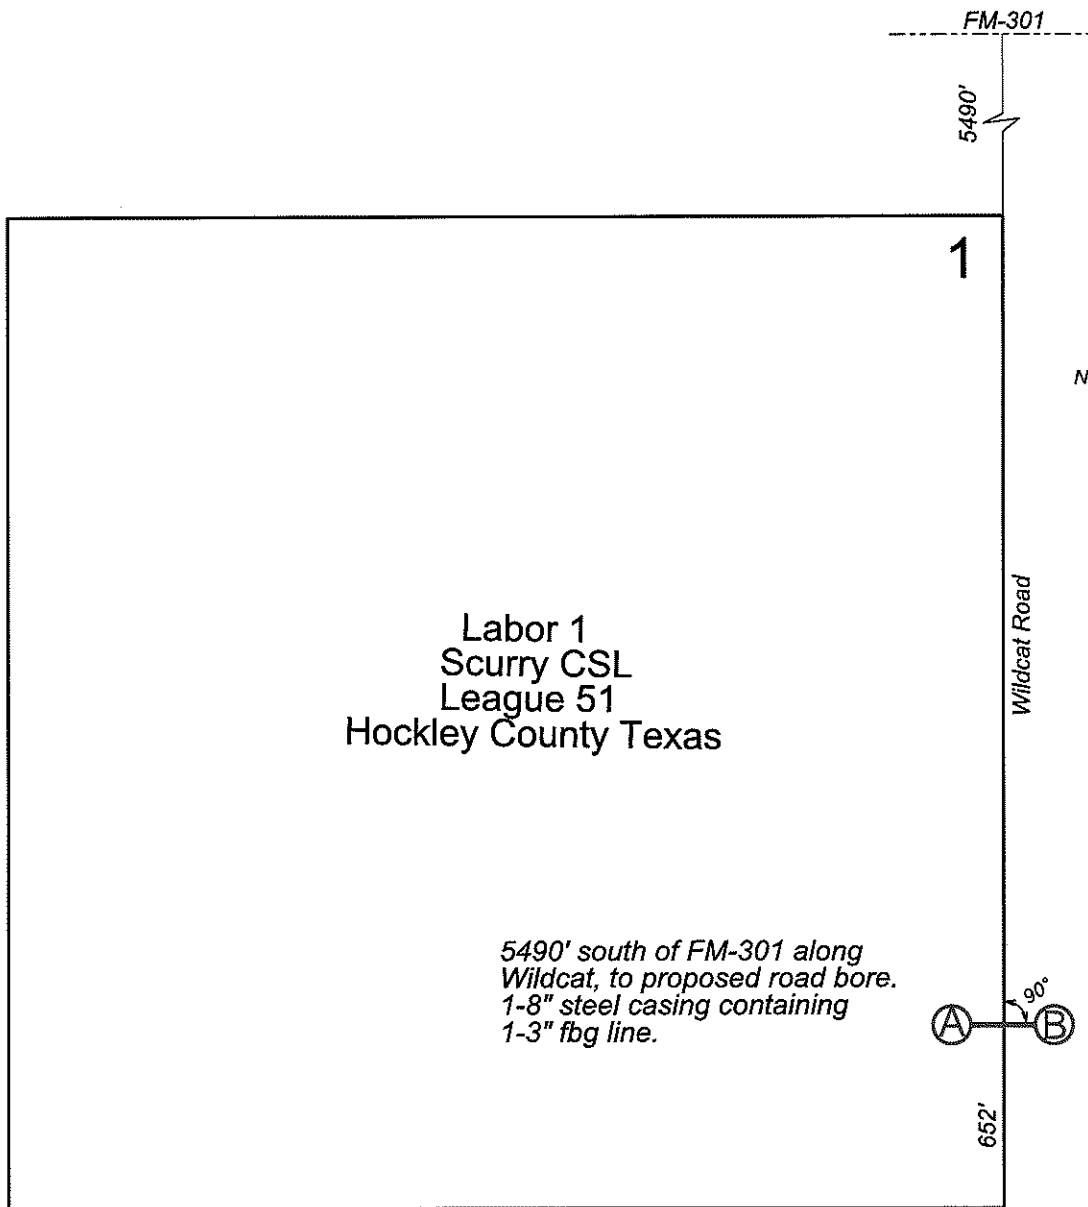 FM-301
5490'
1
N
Wildcat Road
Labor 1
Scurry CSL
League 51
Hockley County Texas
5490' south of FM-301 along
Wildcat, to proposed road bore.
1-8" steel casing containing
1-3" fbg line.
90°
A B
652'